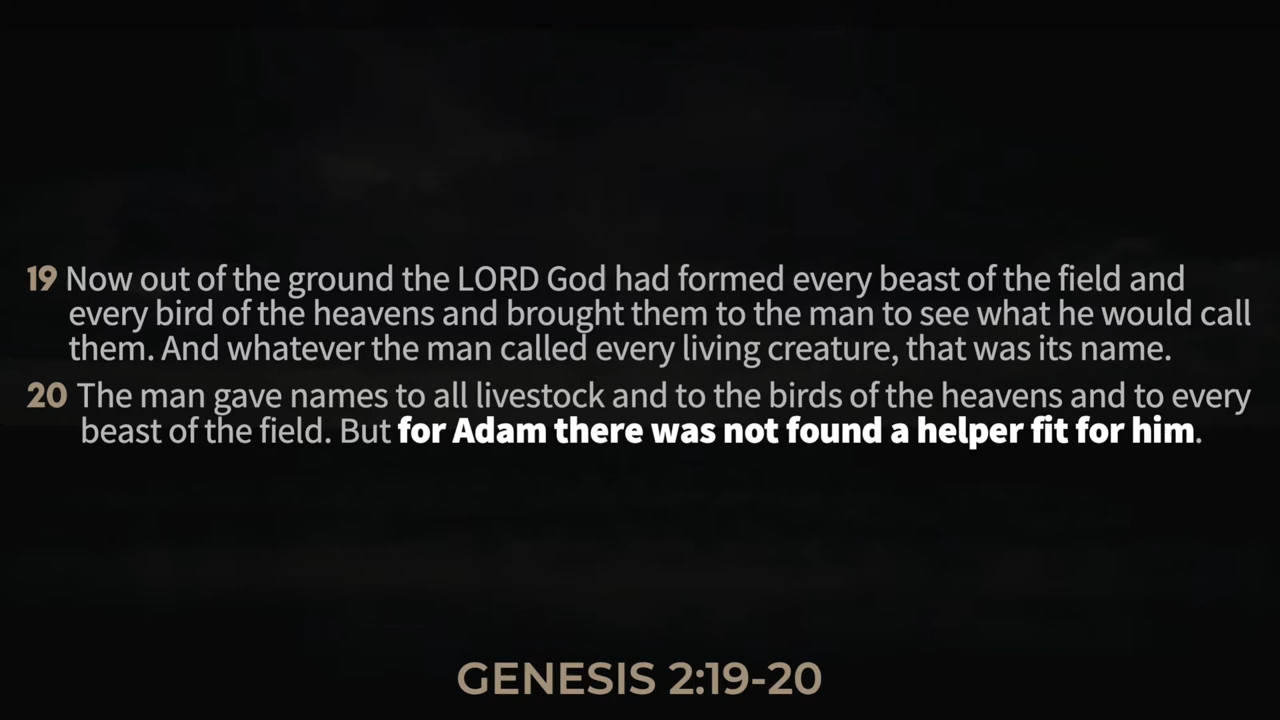 19 Now out of the ground the LORD God had formed every beast of the field and
every bird of the heavens and brought them to the man to see what he would call
them. And whatever the man called every living creature, that was its name.
20 The man gave names to all livestock and to the birds of the heavens and to every
beast of the field. But for Adam there was not found a helper fit for him.
GENESIS 2:19-20